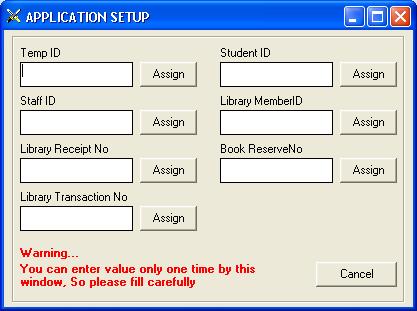 APPLICATION SETUP
Temp ID
Student ID
Assign
Assign
Staff ID
Library MemberID
Assign
Assign
Library Receipt No
Book ReserveNo
Assign
Assign
Library Transaction No
Assign
Warning...
You can enter value only one time by this
window, So please fill carefully
Cancel